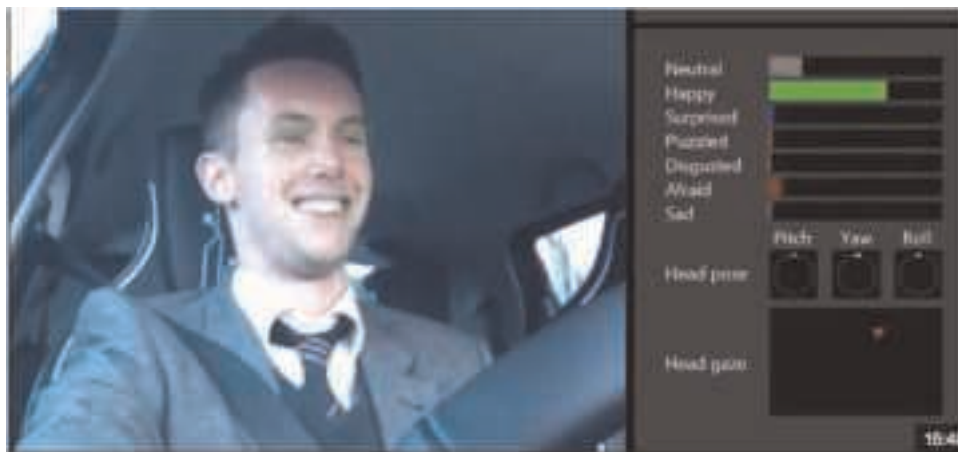 Neutral
Happy
Surprised
Puzzled
Disgusted
Afraid
Sad
Pitch Yaw Roll
Head pose
Head gaze